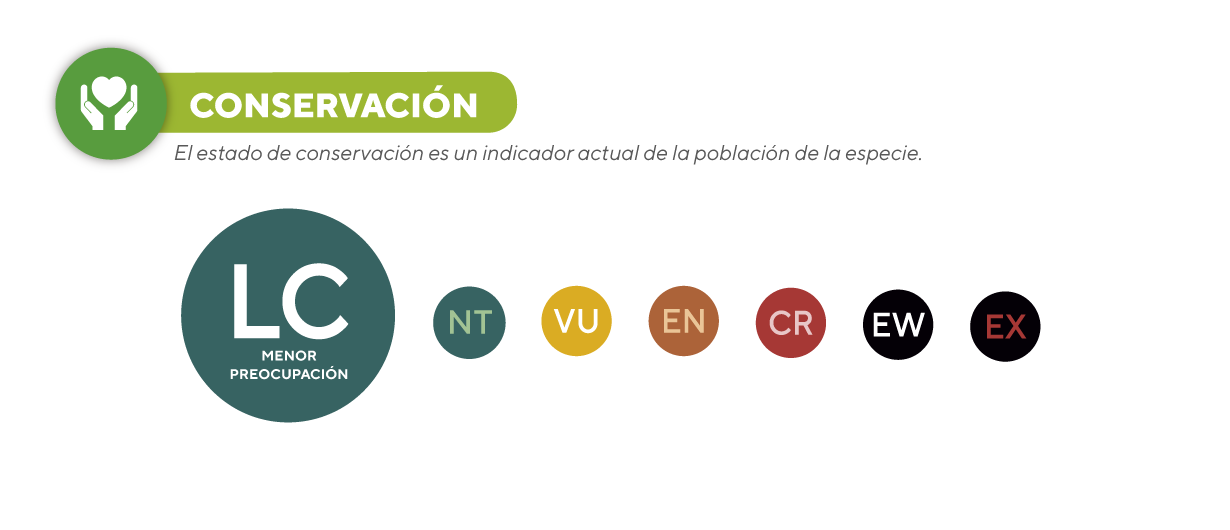 CONSERVACIÓN
El estado de conservación es un indicador actual de la población de la especie.
LC
MENOR
PREOCUPACIÓN
NT
VU
EN
CR
EW
EX